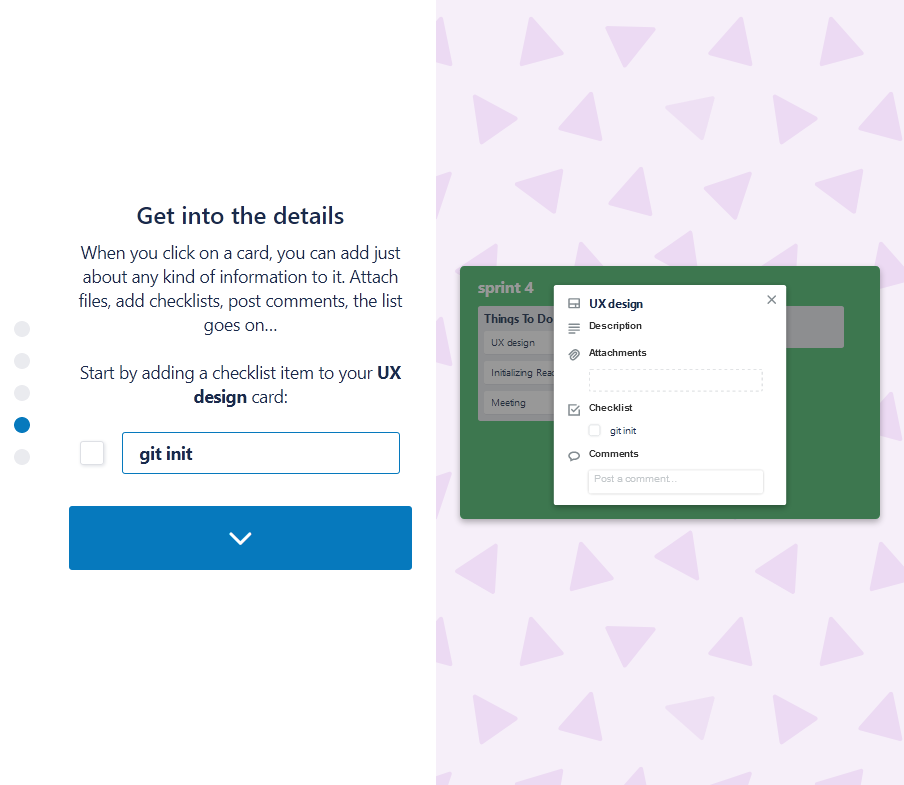 Get into the details
When you click on a card, you can add just
about any kind of information to it. Attach
files, add checklists, post comments, the list
goes on...
Start by adding a checklist item to your UX
design card:
git init
sprint 4
Things To Do
UX design
Initializing Reac
Meeting
UX design
Description
Attachments
Checklist
git init
Comments
Post a comment...